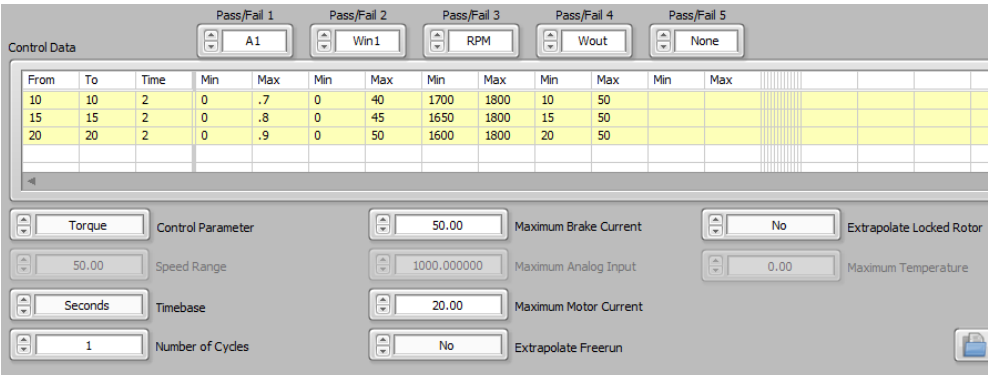 Pass/Fail 1 Pass/Fail 2 Pass/Fail 3 Pass/Fail 4 Pass/Fail 5
Control Data A1 Win1 RPM Wout None
From To Time Min Max Min Max Min Max Min Max Min Max
10 10 2 0 .7 0 40 1700 1800 10 50
15 15 2 0 .8 0 45 1650 1800 15 50
20 20 2 0 .9 0 50 1600 1800 20 50
Torque Control Parameter 50.00 Maximum Brake Current No Extrapolate Locked Rotor
50.00 Speed Range 1000.000000 Maximum Analog Input 0.00 Maximum Temperature
Seconds Timebase 20.00 Maximum Motor Current
1 Number of Cycles No Extrapolate Freerun